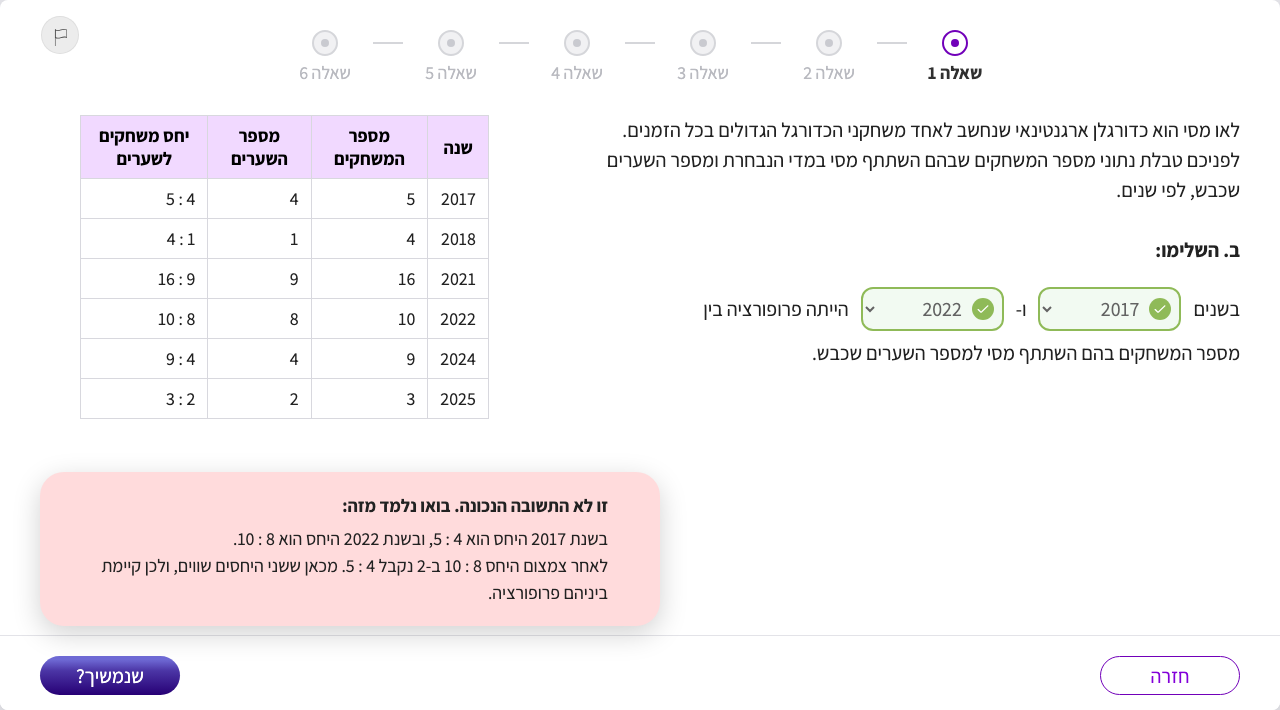 שאלה 1
שאלה 2
שאלה 3
שאלה 4
שאלה 5
שאלה 6
לאו מסי הוא כדורגלן ארגנטינאי שנחשב לאחד משחקני הכדורגל הגדולים בכל הזמנים.
לפניכם טבלת נתוני מספר המשחקים שבהם השתתף מסי במדי הנבחרת ומספר השערים
שכבש, לפי שנים.
ב. השלימו:
בשנים 2017 ו- 2022 הייתה פרופורציה בין
מספר המשחקים בהם השתתף מסי למספר השערים שכבש.
שנה מספר המשחקים מספר השערים יחס משחקים לשערים
2017 5 4 5 : 4
2018 4 1 4 : 1
2021 16 9 16 : 9
2022 10 8 10 : 8
2024 9 4 9 : 4
2025 3 2 3 : 2
זו לא התשובה הנכונה. בואו נלמד מזה:
בשנת 2017 היחס הוא 4 : 5, ובשנת 2022 היחס הוא 8 : 10.
לאחר צמצום היחס 8 : 10 ב-2 נקבל 4 : 5. מכאן ששני היחסים שווים, ולכן קיימת
ביניהם פרופורציה.
חזרה
שנמשיך?